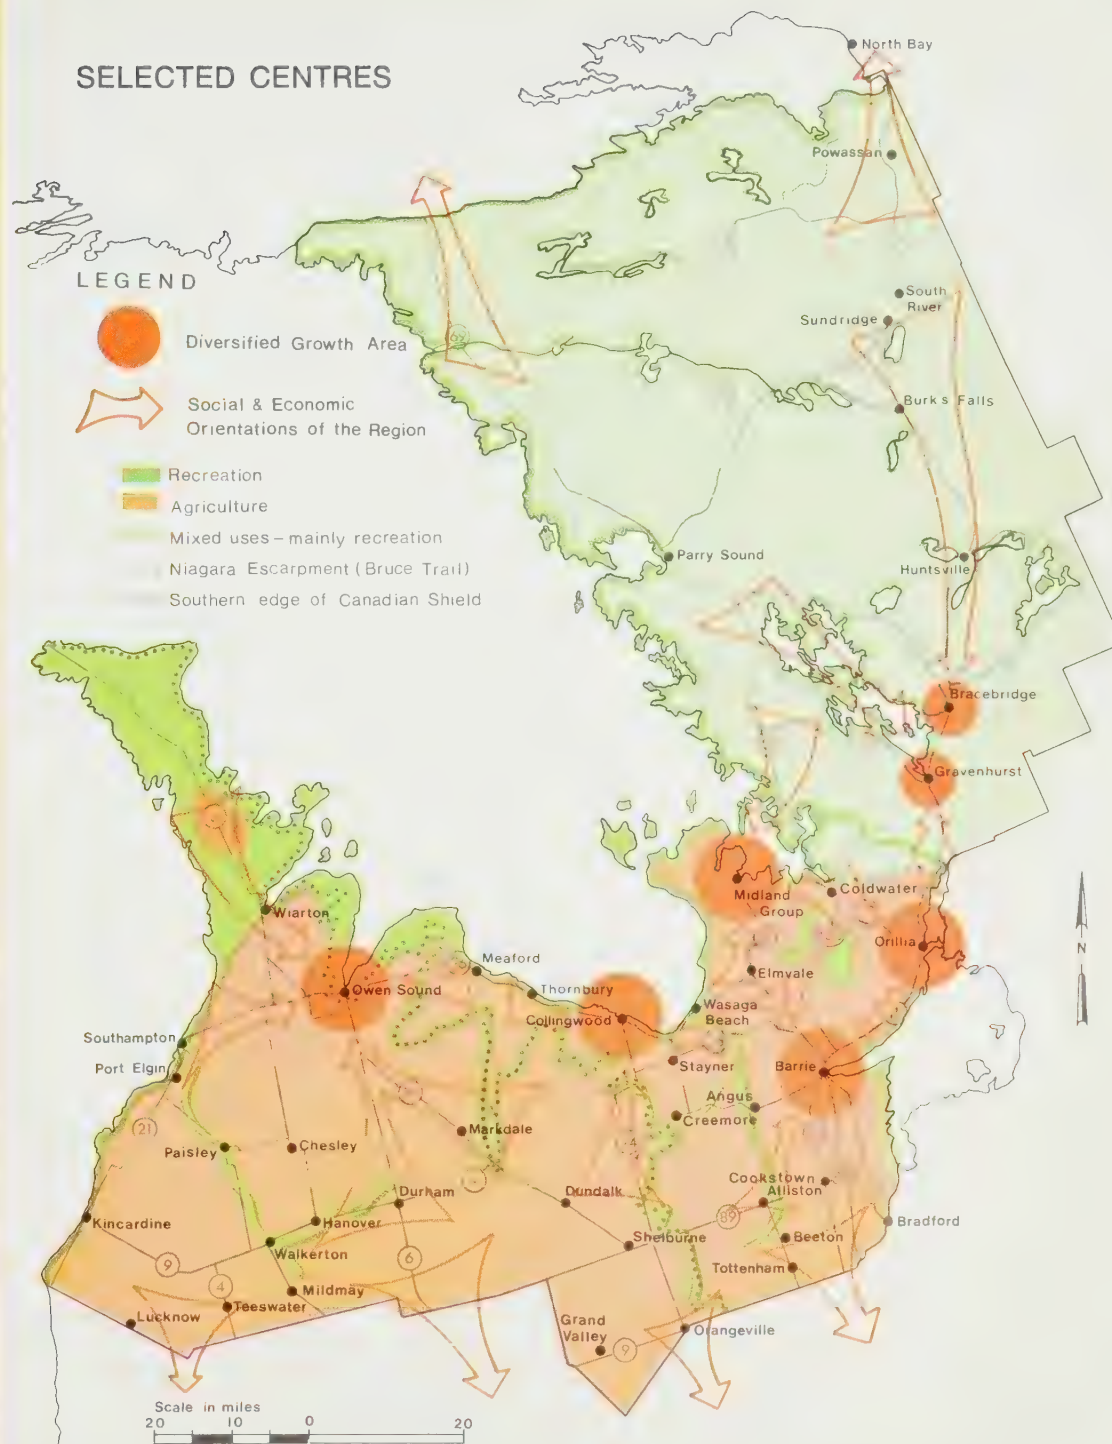 SELECTED CENTRES
North Bay
Powassan
LEGEND
Diversified Growth Area
Social & Economic
Orientations of the Region
Recreation
Agriculture
Mixed uses – mainly recreation
Niagara Escarpment (Bruce Trail)
Southern edge of Canadian Shield
69
South
River
Sundridge
Burks Falls
Parry Sound
Huntsville
Bracebridge
Gravenhurst
Midland
Group
Coldwater
Orillia
Wiarton
Owen Sound
Meaford
Thornbury
Collingwood
Elmvale
Wasaga
Beach
Southampton
Port Elgin
Stayner
Barrie
Angus
Creemore
21
Paisley
Chesley
Markdale
Cookstown
Alliston
Durham
Dundalk
89
Kincardine
Hanover
Bradford
Walkerton
Shelburne
Beeton
9
6
Tottenham
4
Mildmay
Teeswater
Lucknow
Grand
Valley
9
Orangeville
N
Scale in miles
20 10 0 20